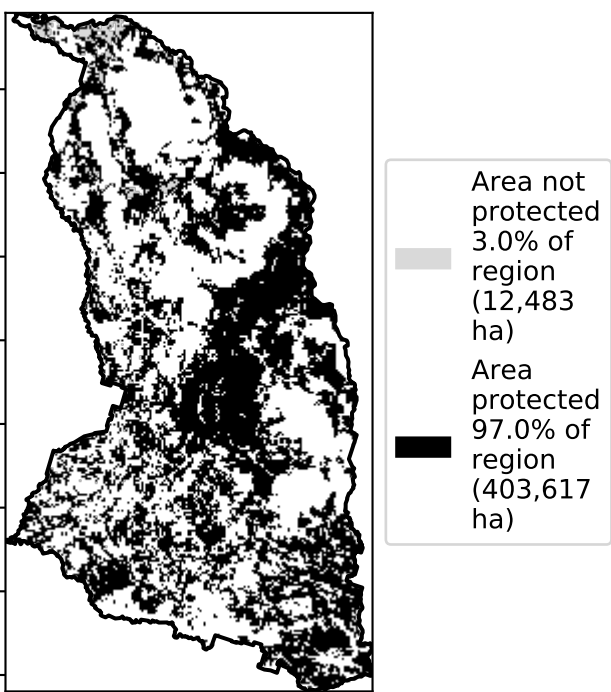 Area not
protected
3.0% of
region
(12,483
ha)
Area
protected
97.0% of
region
(403,617
ha)